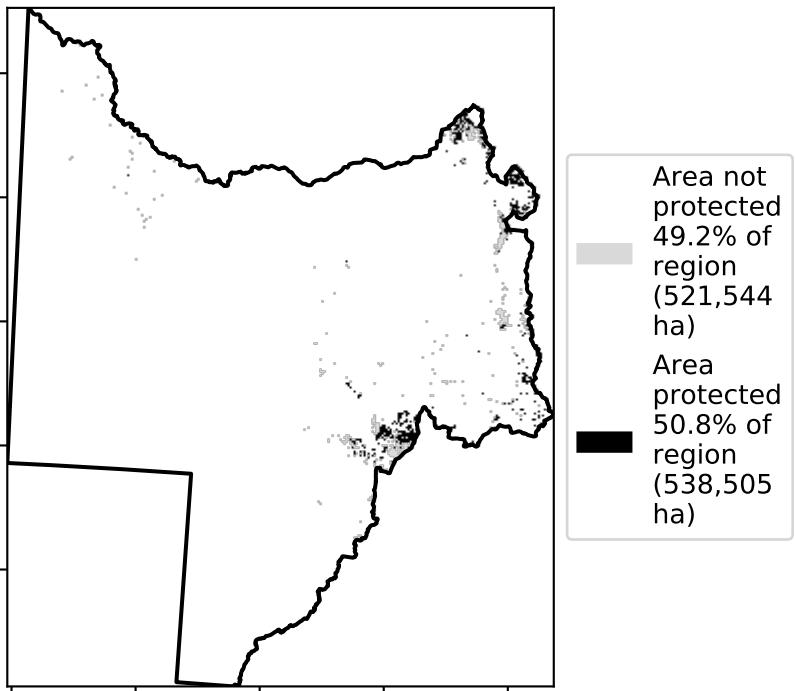 Area not
protected
49.2% of
region
(521,544
ha)
Area
protected
50.8% of
region
(538,505
ha)